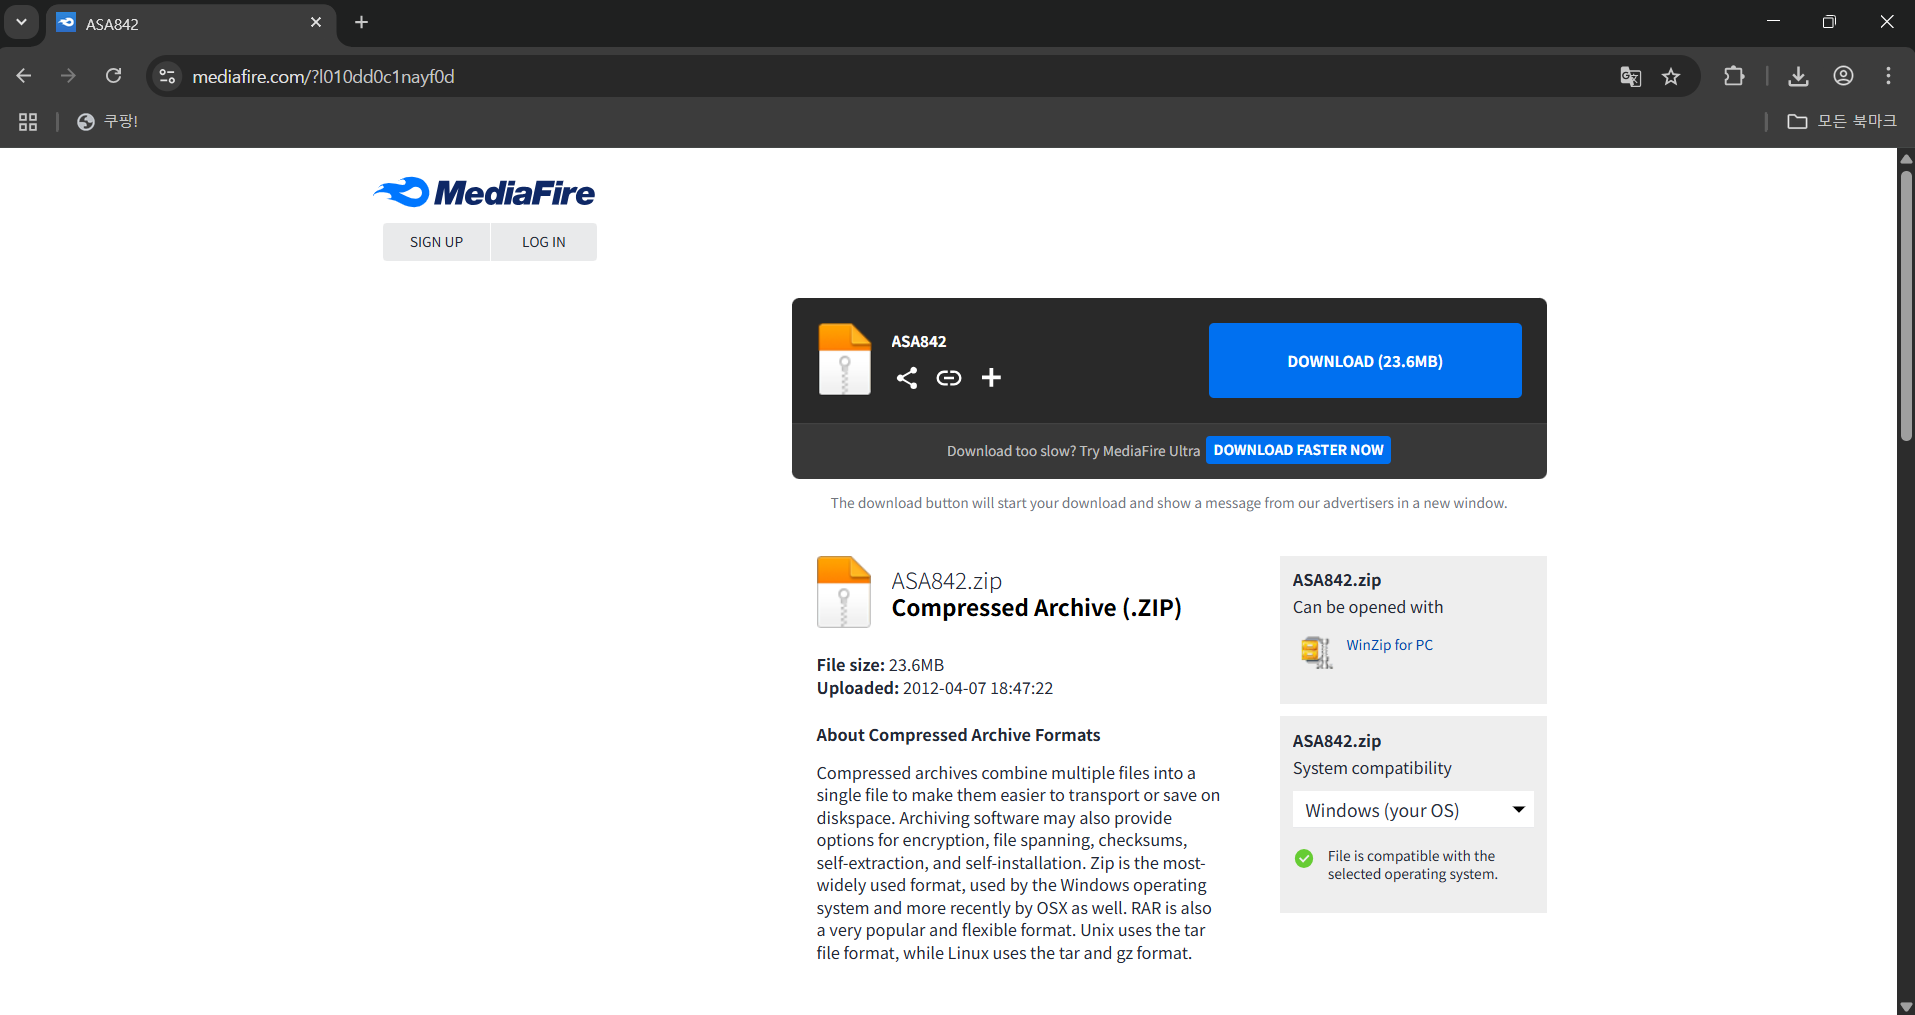 ASA842
mediafire.com/?l010dd0c1nayf0d
쿠팡!
모든 북마크
MediaFire
SIGN UP
LOG IN
ASA842
DOWNLOAD (23.6MB)
Download too slow? Try MediaFire Ultra
DOWNLOAD FASTER NOW
The download button will start your download and show a message from our advertisers in a new window.
ASA842.zip
Compressed Archive (.ZIP)
File size: 23.6MB
Uploaded: 2012-04-07 18:47:22
About Compressed Archive Formats
Compressed archives combine multiple files into a
single file to make them easier to transport or save on
diskspace. Archiving software may also provide
options for encryption, file spanning, checksums,
self-extraction, and self-installation. Zip is the most-
widely used format, used by the Windows operating
system and more recently by OSX as well. RAR is also
a very popular and flexible format. Unix uses the tar
file format, while Linux uses the tar and gz format.
ASA842.zip
Can be opened with
WinZip for PC
ASA842.zip
System compatibility
Windows (your OS)
File is compatible with the
selected operating system.